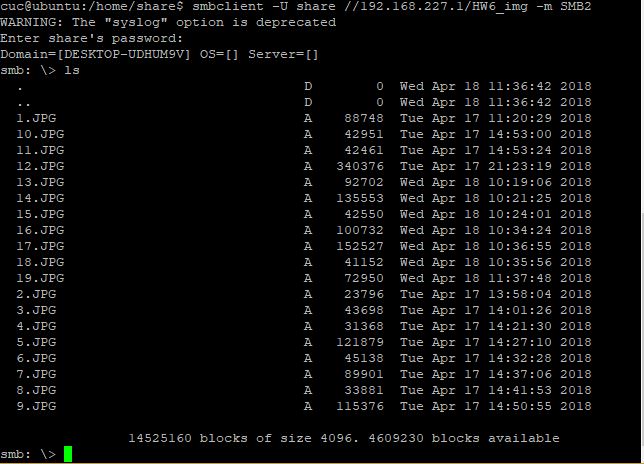 cuc@ubuntu:/home/share$ smbclient -U share //192.168.227.1/HW6_img -m SMB2
WARNING: The "syslog" option is deprecated
Enter share's password:
Domain=[DESKTOP-UDHUM9V] OS=[] Server=[]
smb: \> ls
  .                                   D        0  Wed Apr 18 11:36:42 2018
  ..                                  D        0  Wed Apr 18 11:36:42 2018
  1.JPG                               A    88748  Tue Apr 17 11:20:29 2018
  10.JPG                              A    42951  Tue Apr 17 14:53:00 2018
  11.JPG                              A    42461  Tue Apr 17 14:53:24 2018
  12.JPG                              A   340376  Tue Apr 17 21:23:19 2018
  13.JPG                              A    92702  Wed Apr 18 10:19:06 2018
  14.JPG                              A   135553  Wed Apr 18 10:21:25 2018
  15.JPG                              A    42550  Wed Apr 18 10:24:01 2018
  16.JPG                              A   100732  Wed Apr 18 10:34:24 2018
  17.JPG                              A   152527  Wed Apr 18 10:36:55 2018
  18.JPG                              A    41152  Wed Apr 18 10:35:56 2018
  19.JPG                              A    72950  Wed Apr 18 11:37:48 2018
  2.JPG                               A    23796  Tue Apr 17 13:58:04 2018
  3.JPG                               A    43698  Tue Apr 17 14:01:26 2018
  4.JPG                               A    31368  Tue Apr 17 14:21:30 2018
  5.JPG                               A   121879  Tue Apr 17 14:27:10 2018
  6.JPG                               A    45138  Tue Apr 17 14:32:28 2018
  7.JPG                               A    89901  Tue Apr 17 14:37:06 2018
  8.JPG                               A    33881  Tue Apr 17 14:41:53 2018
  9.JPG                               A   115376  Tue Apr 17 14:50:55 2018
                14525160 blocks of size 4096. 4609230 blocks available
smb: \>